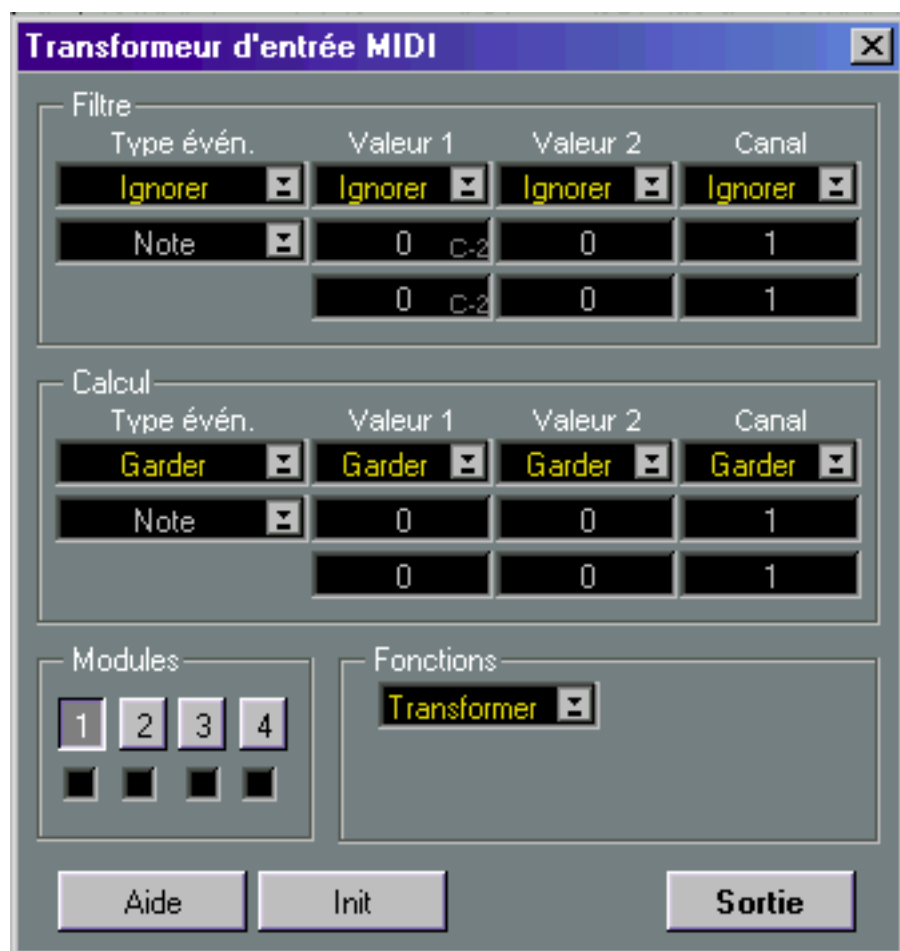 Transformeur d'entrée MIDI
Filtre
Type évén. Valeur 1 Valeur 2 Canal
Ignorer Ignorer Ignorer Ignorer
Note 0 C-2 0 1
0 C-2 0 1
Calcul
Type évén. Valeur 1 Valeur 2 Canal
Garder Garder Garder Garder
Note 0 0 1
0 0 1
Modules Fonctions
Transformer
1 2 3 4
Aide Init Sortie